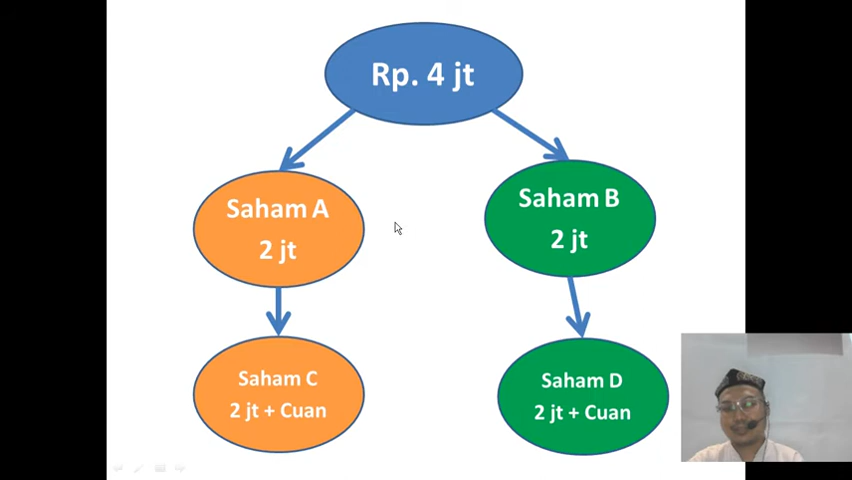 Rp. 4 jt
Saham A
2 jt
Saham B
2 jt
Saham C
2 jt + Cuan
Saham D
2 jt + Cuan